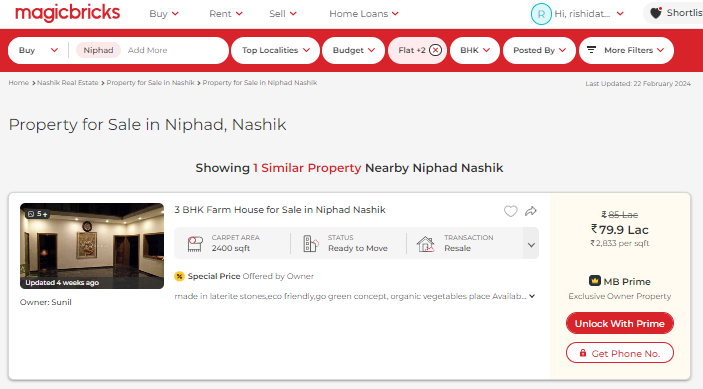 magicbricks
Buy Rent Sell Home Loans
R Hi, rishidat... Shortlis
Buy Niphad Add More Top Localities Budget Flat +2 BHK Posted By More Filters
Home > Nashik Real Estate > Property for Sale in Nashik > Property for Sale in Niphad Nashik
Last Updated: 22 February 2024
Property for Sale in Niphad, Nashik
Showing 1 Similar Property Nearby Niphad Nashik
5+
Updated 4 weeks ago
Owner: Sunil
3 BHK Farm House for Sale in Niphad Nashik
CARPET AREA
2400 sqft
STATUS
Ready to Move
TRANSACTION
Resale
% Special Price Offered by Owner
made in laterite stones,eco friendly,go green concept, organic vegetables place Availab...
₹ 85 Lac
₹79.9 Lac
₹2,833 per sqft
MB Prime
Exclusive Owner Property
Unlock With Prime
Get Phone No.